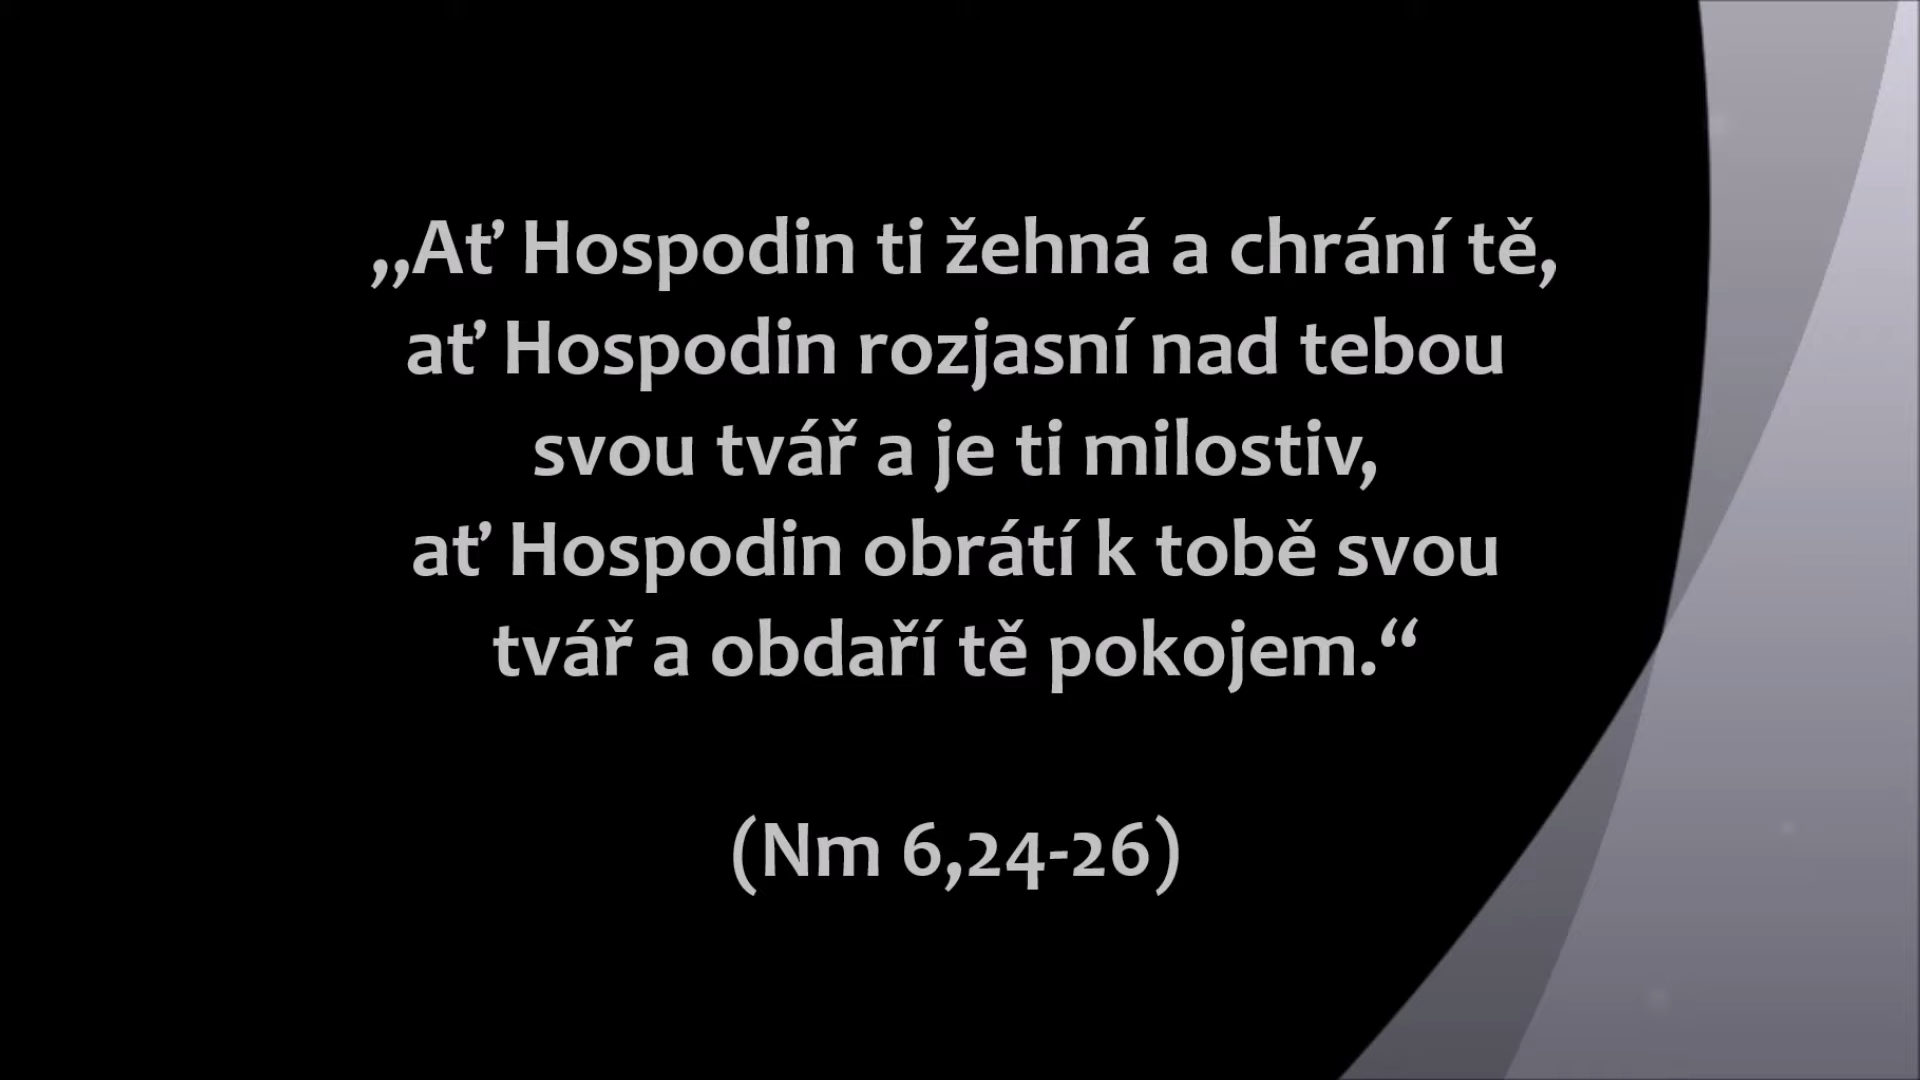 „Ať Hospodin ti žehná a chrání tě,
ať Hospodin rozjasní nad tebou
svou tvář a je ti milostiv,
ať Hospodin obrátí k tobě svou
tvář a obdaří tě pokojem.“
(Nm 6,24-26)